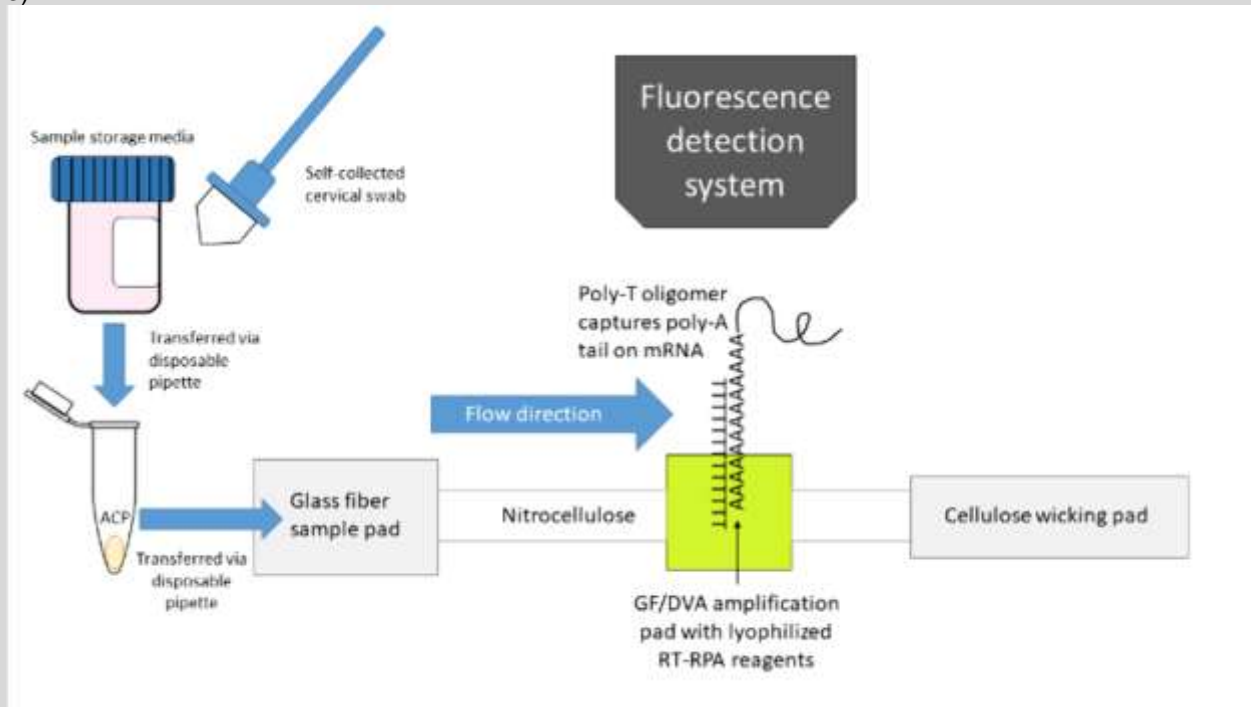 Sample storage media
Self-collected
cervical swab
Fluorescence
detection
system
Transferred via
disposable
pipette
Poly-T oligomer
captures poly-A
tail on mRNA
Flow direction
AAAAAAAAAAAAA
TTTTTTTTTTTT
ACP
Transferred via
disposable
pipette
Glass fiber
sample pad
Nitrocellulose
Cellulose wicking pad
GF/DVA amplification
pad with lyophilized
RT-RPA reagents